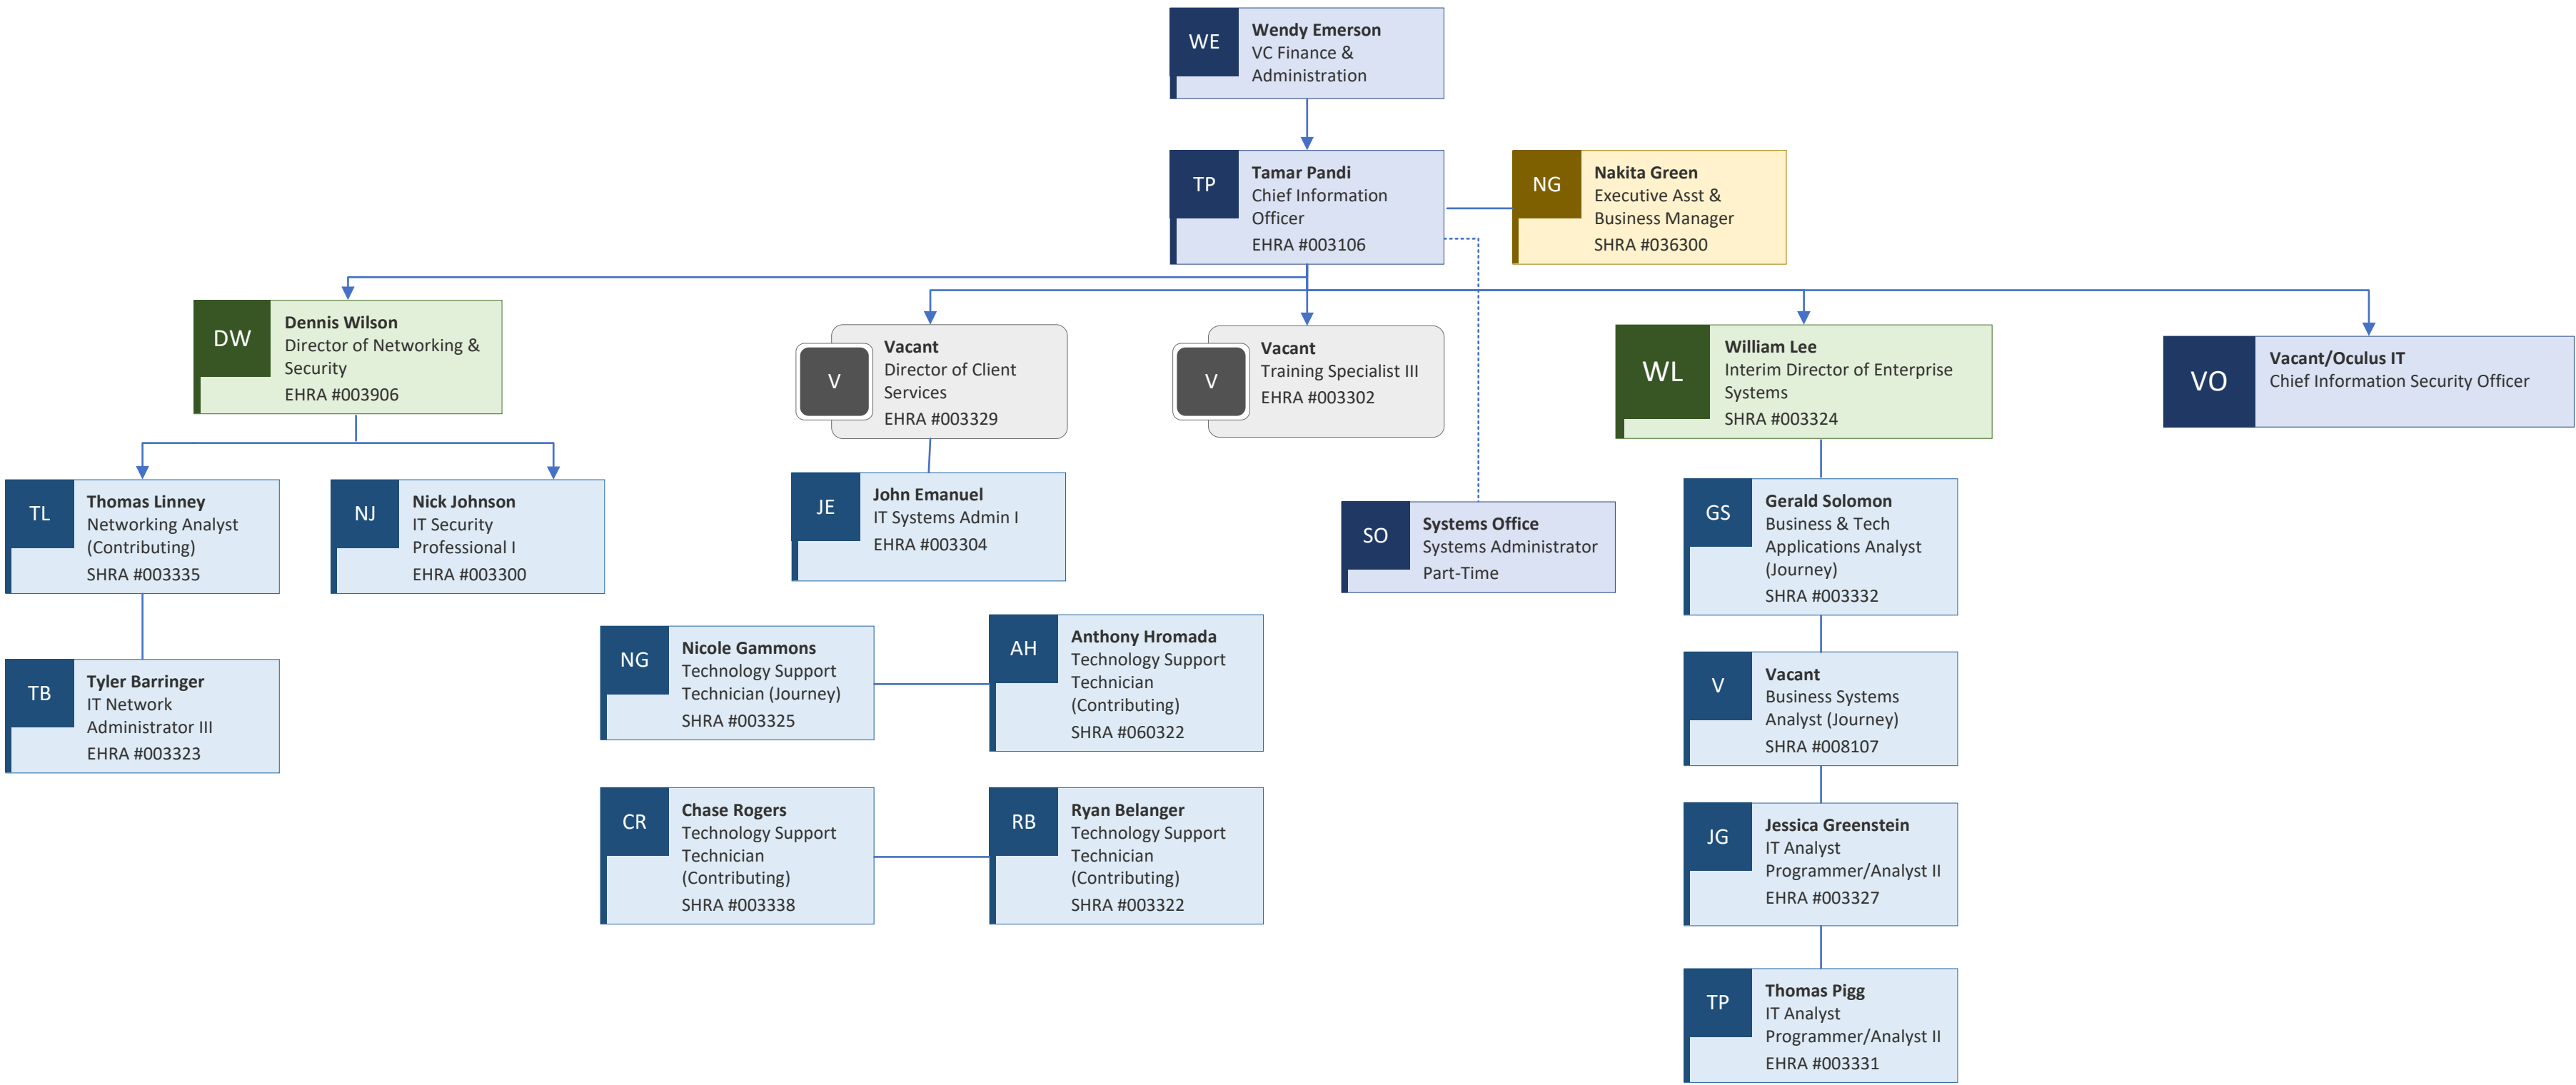 WE
Wendy Emerson
VC Finance &
Administration
TP
Tamar Pandi
Chief Information
Officer
EHRA #003106
NG
Nakita Green
Executive Asst &
Business Manager
SHRA #036300
DW
Dennis Wilson
Director of Networking &
Security
EHRA #003906
V
Vacant
Director of Client
Services
EHRA #003329
V
Vacant
Training Specialist III
EHRA #003302
WL
William Lee
Interim Director of Enterprise
Systems
SHRA #003324
VO
Vacant/Oculus IT
Chief Information Security Officer
TL
Thomas Linney
Networking Analyst
(Contributing)
SHRA #003335
NJ
Nick Johnson
IT Security
Professional I
EHRA #003300
JE
John Emanuel
IT Systems Admin I
EHRA #003304
SO
Systems Office
Systems Administrator
Part-Time
GS
Gerald Solomon
Business & Tech
Applications Analyst
(Journey)
SHRA #003332
TB
Tyler Barringer
IT Network
Administrator III
EHRA #003323
NG
Nicole Gammons
Technology Support
Technician (Journey)
SHRA #003325
AH
Anthony Hromada
Technology Support
Technician
(Contributing)
SHRA #060322
V
Vacant
Business Systems
Analyst (Journey)
SHRA #008107
CR
Chase Rogers
Technology Support
Technician
(Contributing)
SHRA #003338
RB
Ryan Belanger
Technology Support
Technician
(Contributing)
SHRA #003322
JG
Jessica Greenstein
IT Analyst
Programmer/Analyst II
EHRA #003327
TP
Thomas Pigg
IT Analyst
Programmer/Analyst II
EHRA #003331